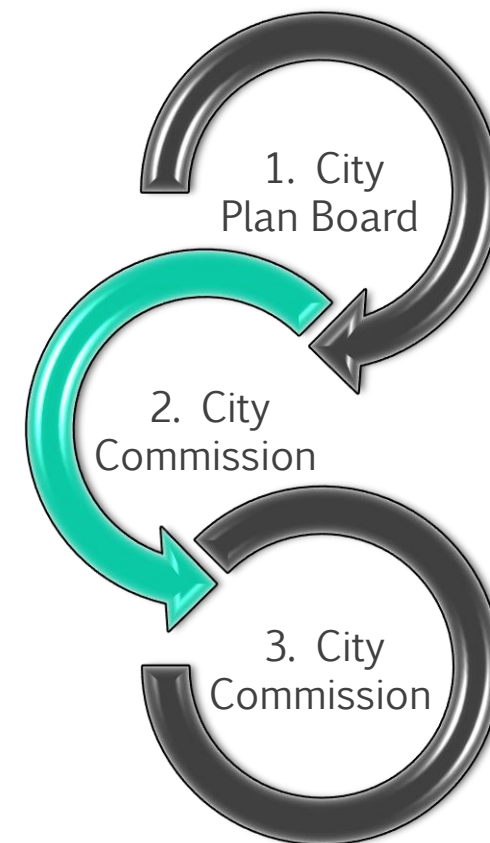 1. City
Plan Board
2. City
Commission
3. City
Commission